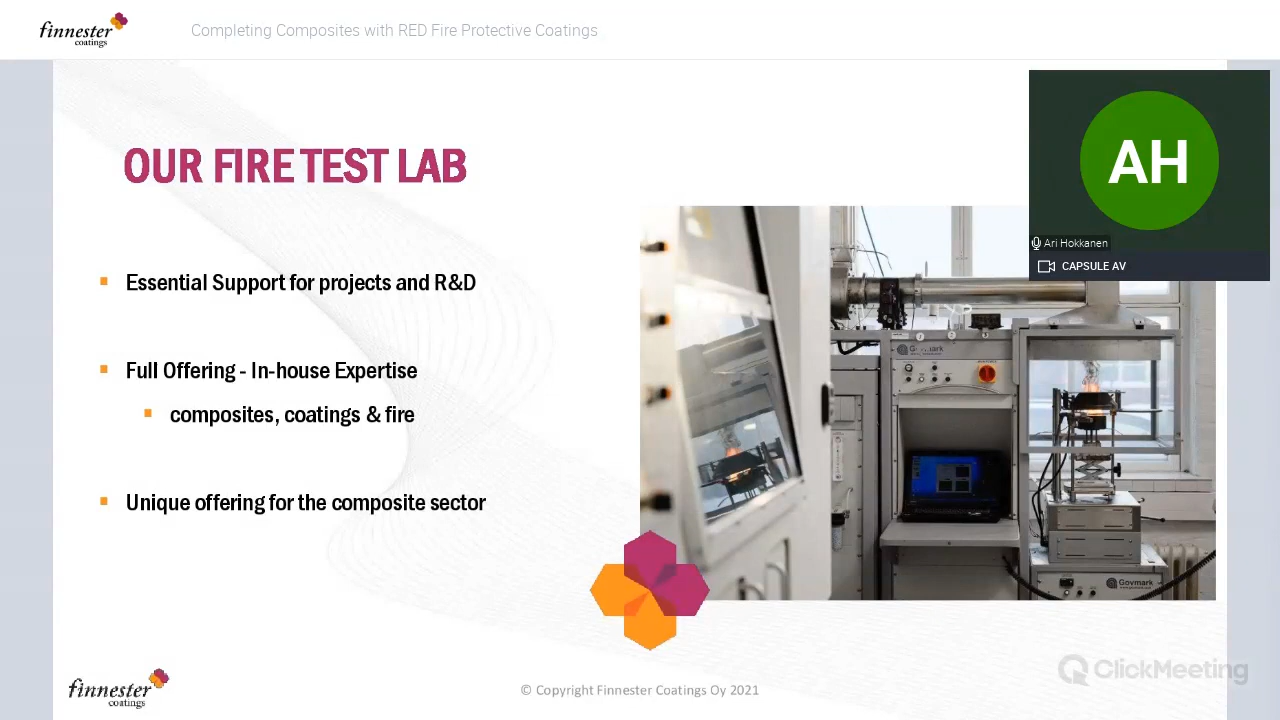 finnester
coatings
Completing Composites with RED Fire Protective Coatings
AH
Ari Hokkanen
CAPSULE AV
OUR FIRE TEST LAB
Essential Support for projects and R&D
Full Offering - In-house Expertise
composites, coatings & fire
Unique offering for the composite sector
Govmark
finnester
coatings
© Copyright Finnester Coatings Oy 2021
ClickMeeting